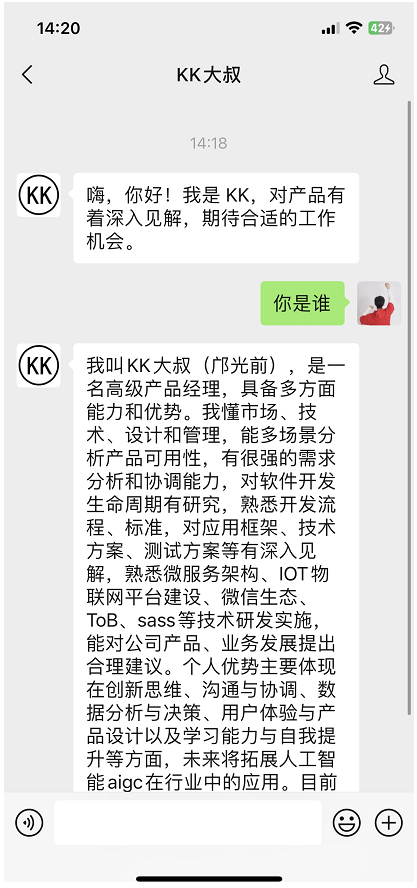 14:20
42
KK大叔
14:18
KK
嗨，你好！我是 KK，对产品有
着深入见解，期待合适的工作
机会。
你是谁
KK
我叫KK大叔（邝光前），是一
名高级产品经理，具备多方面
能力和优势。我懂市场、技
术、设计和管理，能多场景分
析产品可用性，有很强的需求
分析和协调能力，对软件开发
生命周期有研究，熟悉开发流
程、标准，对应用框架、技术
方案、测试方案等有深入见
解，熟悉微服务架构、IOT物
联网平台建设、微信生态、
ToB、sass等技术研发实施，
能对公司产品、业务发展提出
合理建议。个人优势主要体现
在创新思维、沟通与协调、数
据分析与决策、用户体验与产
品设计以及学习能力与自我提
升等方面，未来将拓展人工智
能aigc在行业中的应用。目前